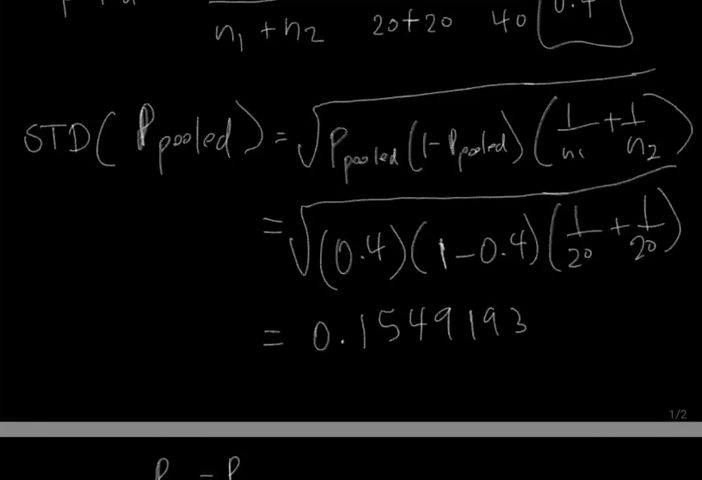 n1 + n2 20+20 40 0.4
STD( Ppooled ) = √Ppooled (1-Ppooled) (1/n1 + 1/n2)
= √(0.4)(1-0.4)(1/20 + 1/20)
= 0.1549193
1/2
P - P